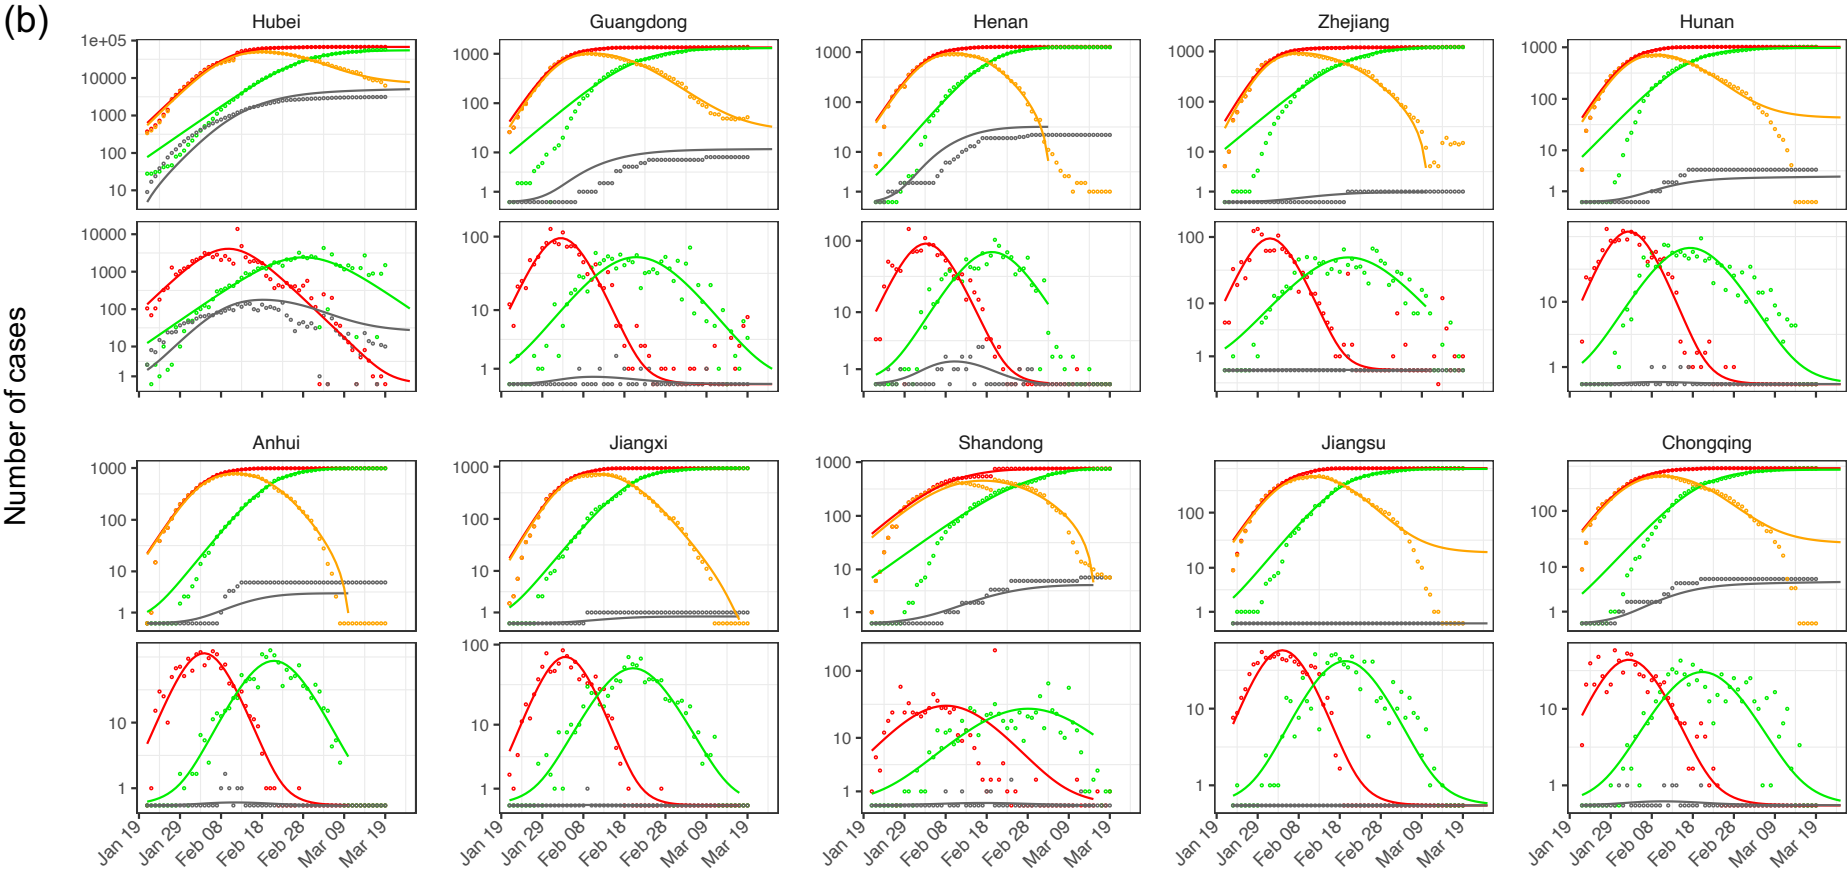 (b)
Hubei Guangdong Henan Zhejiang Hunan
1e+05 10000 1000 100 10
1000 100 10 1
1000 100 10 1
1000 100 10 1
1000 100 10 1
10000 1000 100 10 1
100 10 1
100 10 1
100 10 1
10 1
Number of cases
Anhui Jiangxi Shandong Jiangsu Chongqing
1000 100 10 1
1000 100 10 1
1000 100 10 1
100 10 1
100 10 1
10 1
100 10 1
100 10 1
10 1
10 1
Jan 19 Jan 29 Feb 08 Feb 18 Feb 28 Mar 09 Mar 19
Jan 19 Jan 29 Feb 08 Feb 18 Feb 28 Mar 09 Mar 19
Jan 19 Jan 29 Feb 08 Feb 18 Feb 28 Mar 09 Mar 19
Jan 19 Jan 29 Feb 08 Feb 18 Feb 28 Mar 09 Mar 19
Jan 19 Jan 29 Feb 08 Feb 18 Feb 28 Mar 09 Mar 19